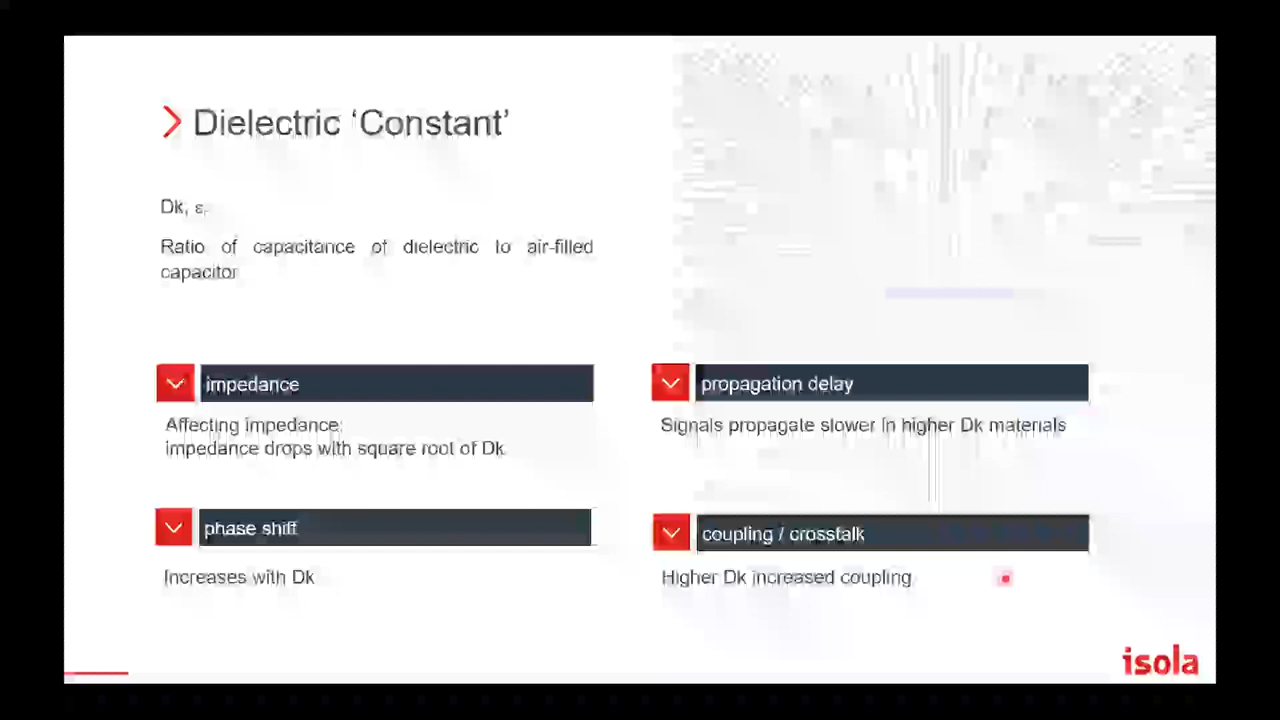 Dielectric ‘Constant’
Dk, εr
Ratio of capacitance of dielectric to air-filled
capacitor
impedance
Affecting impedance:
impedance drops with square root of Dk
propagation delay
Signals propagate slower in higher Dk materials
phase shift
Increases with Dk
coupling / crosstalk
Higher Dk increased coupling
isola